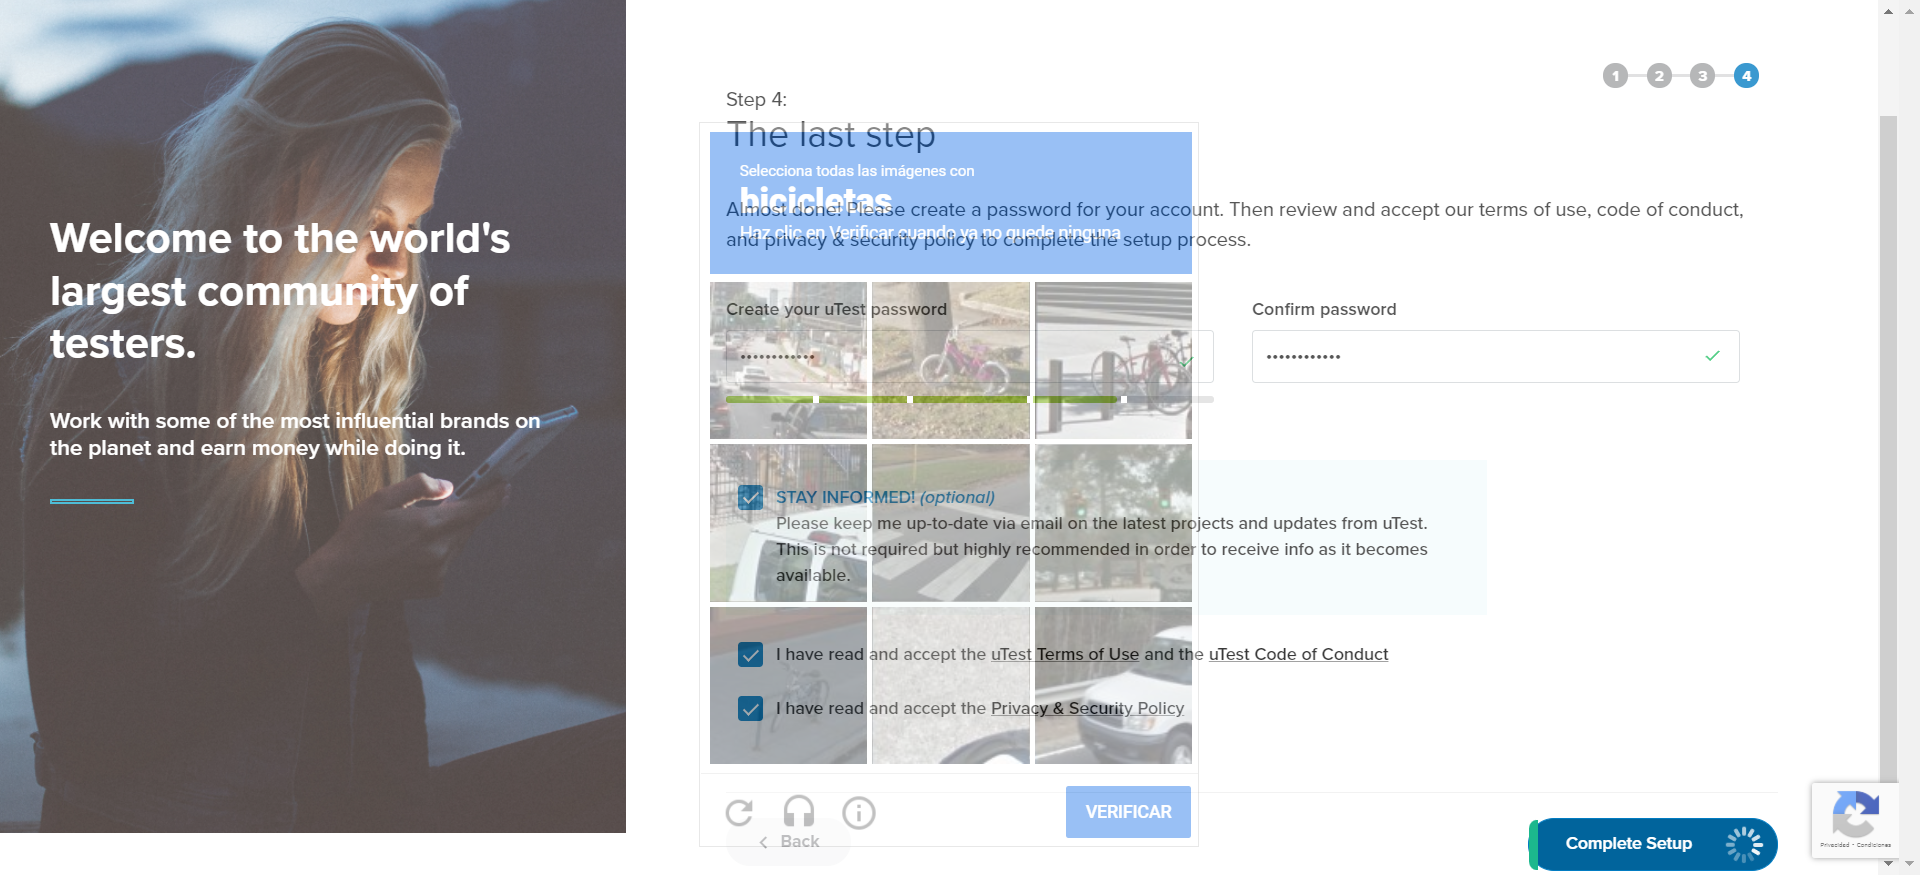 Welcome to the world's
largest community of
testers.
Work with some of the most influential brands on
the planet and earn money while doing it.
1 2 3 4
Step 4:
The last step
Selecciona todas las imágenes con
bicicletas
Haz clic en Verificar cuando ya no quede ninguna
Almost done! Please create a password for your account. Then review and accept our terms of use, code of conduct,
and privacy & security policy to complete the setup process.
Create your uTest password
Confirm password
STAY INFORMED! (optional)
Please keep me up-to-date via email on the latest projects and updates from uTest.
This is not required but highly recommended in order to receive info as it becomes
available.
I have read and accept the uTest Terms of Use and the uTest Code of Conduct
I have read and accept the Privacy & Security Policy
VERIFICAR
Back
Complete Setup
Privacidad - Condiciones